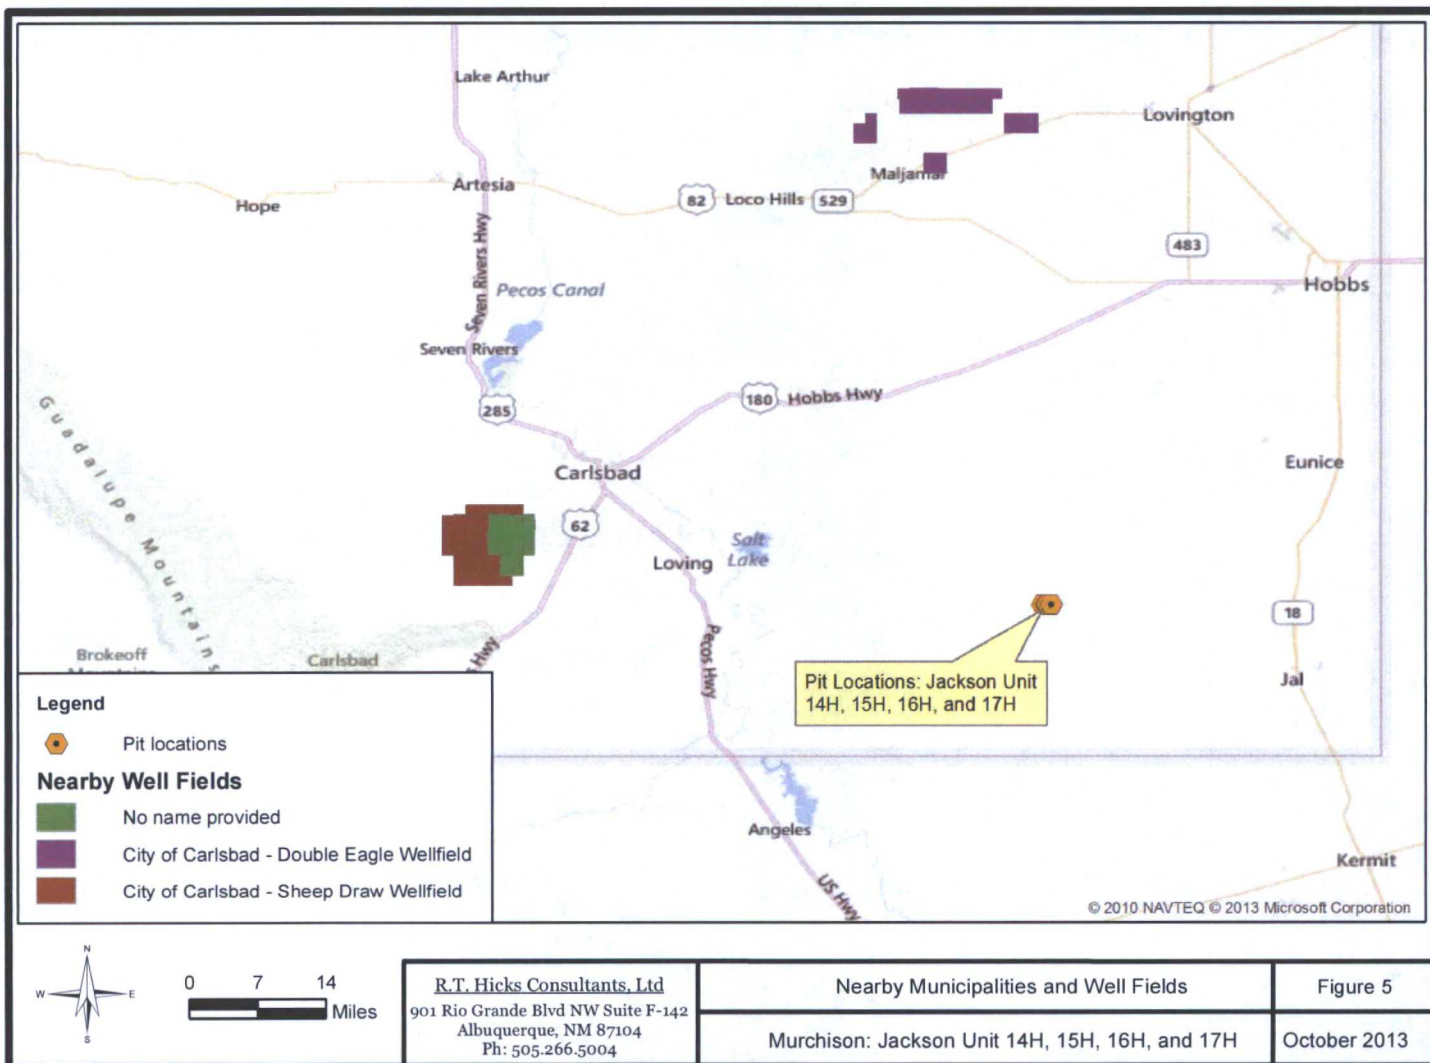 Lake Arthur
Lovington
Artesia
Maljamar
Hope
82
Loco Hills
529
Seven Rivers Hwy
483
Pecos Canal
Hobbs
Seven Rivers
285
180
Hobbs Hwy
Guadalupe Mountains
Carlsbad
Eunice
62
Salt
Lake
Loving
18
Pecos Hwy
Brokeoff
Carlsbad
Hwy
Jal
Pit Locations: Jackson Unit
14H, 15H, 16H, and 17H
Legend
Pit locations
Nearby Well Fields
No name provided
City of Carlsbad - Double Eagle Wellfield
City of Carlsbad - Sheep Draw Wellfield
Angeles
US Hwy
Kermit
© 2010 NAVTEQ © 2013 Microsoft Corporation
N
W E
S
0 7 14
Miles
R.T. Hicks Consultants, Ltd
901 Rio Grande Blvd NW Suite F-142
Albuquerque, NM 87104
Ph: 505.266.5004
Nearby Municipalities and Well Fields
Figure 5
Murchison: Jackson Unit 14H, 15H, 16H, and 17H
October 2013